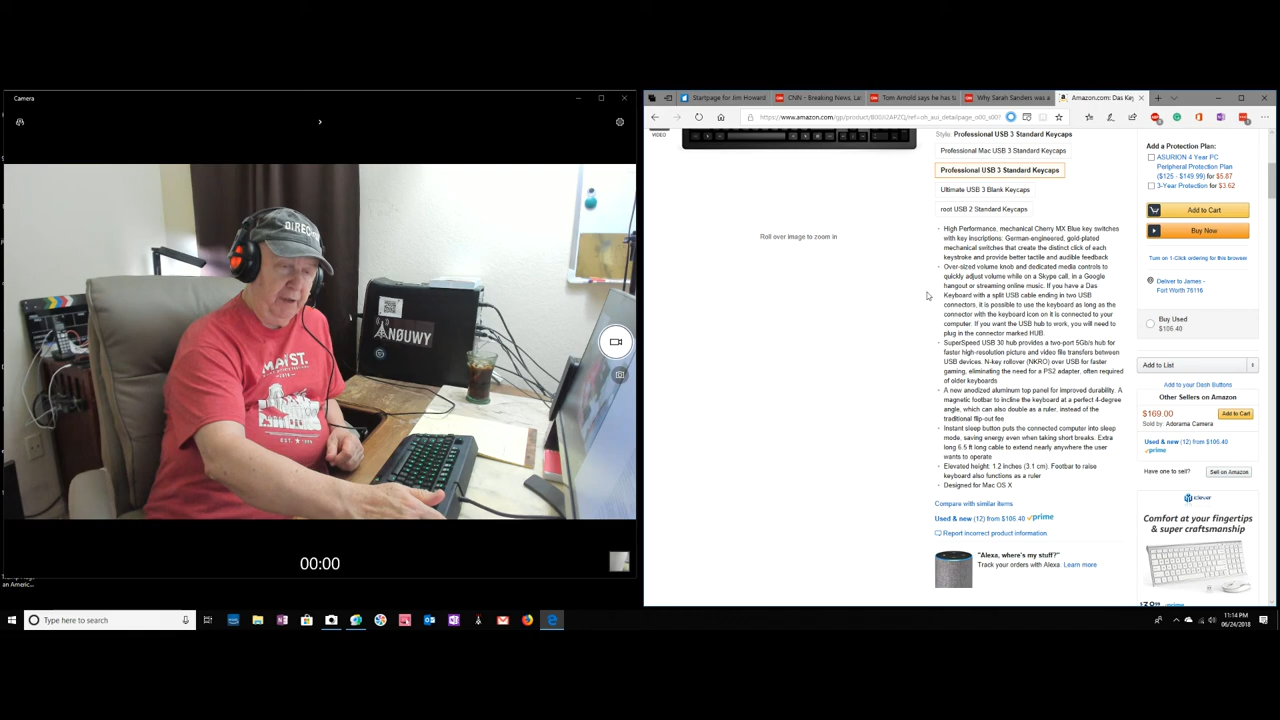 Camera
Startpage for Jim Howard
CNN - Breaking News, La
Tom Arnold says he has ta
Why Sarah Sanders was a
Amazon.com: Das Key
https://www.amazon.com/gp/product/
00:00
DIRECT
MAIN ST.
EST. 2016
VIDEO
Roll over image to zoom in
Style: Professional USB 3 Standard Keycaps
Professional Mac USB 3 Standard Keycaps
Professional USB 3 Standard Keycaps
Ultimate USB 3 Blank Keycaps
root USB 2 Standard Keycaps
High Performance, mechanical Cherry MX Blue key switches
with key inscriptions. German-engineered, gold-plated
mechanical switches that create the distinct click of each
keystroke and provide better tactile and audible feedback
Over-sized volume knob and dedicated media controls to
quickly adjust volume while on a Skype call, in a Google
hangout or streaming online music. If you have a Das
Keyboard with a split USB cable ending in two USB
connectors, it is possible to use the keyboard as long as the
connector with the keyboard icon on it is connected to your
computer. If you want the USB hub to work, you will need to
plug in the connector marked HUB.
SuperSpeed USB 30 hub provides a two-port 5Gb/s hub for
faster high-resolution picture and video file transfers between
USB devices. N-key rollover (NKRO) over USB for faster
gaming, eliminating the need for a PS2 adapter, often required
of older keyboards
A new anodized aluminum top panel for improved durability. A
magnetic footbar to incline the keyboard at a perfect 4-degree
angle, which can also double as a ruler, instead of the
traditional flip-out feet
Instant sleep button puts the connected computer into sleep
mode, saving energy even when taking short breaks. Extra
long 6.5 ft long cable to extend nearly anywhere the user
wants to operate
Elevated height: 1.2 inches (3.1 cm). Footbar to raise
keyboard also functions as a ruler
Designed for Mac OS X
Compare with similar items
Used & new (12) from $106.40 prime
Report incorrect product information.
"Alexa, where's my stuff?"
Track your orders with Alexa. Learn more
Add a Protection Plan:
ASURION 4 Year PC
Peripheral Protection Plan
($125 - $149.99) for $5.87
3-Year Protection for $3.62
Add to Cart
Buy Now
Turn on 1-Click ordering for this browser
Deliver to James -
Fort Worth 76116
Buy Used
$106.40
Add to List
Add to your Dash Buttons
Other Sellers on Amazon
$169.00
Add to Cart
Sold by: Adorama Camera
Used & new (12) from $106.40
prime
Have one to sell?
Sell on Amazon
iClever
Comfort at your fingertips
& super craftsmanship
prime
an Americ...
Type here to search
11:14 PM
06/24/2018